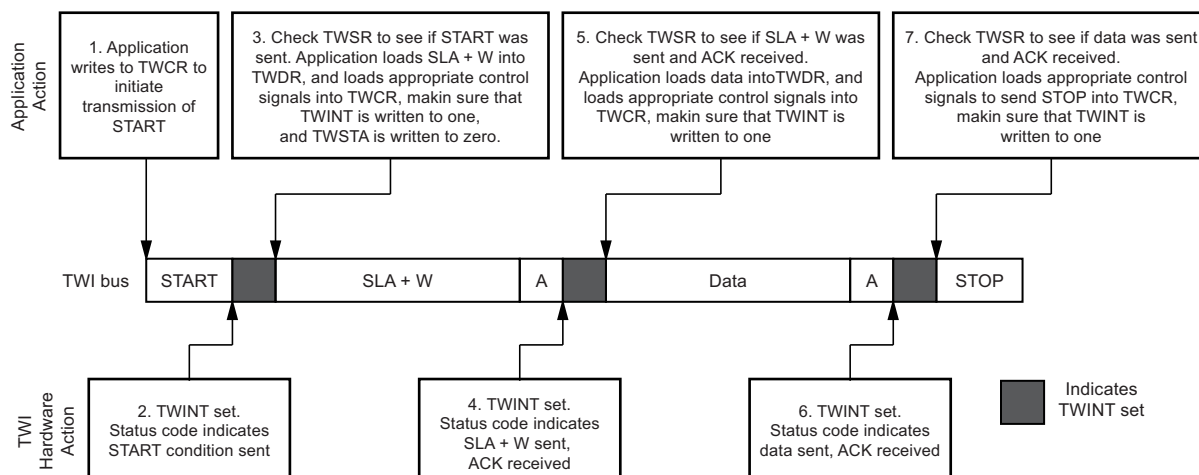 Application
Action
1. Application
writes to TWCR to
initiate
transmission of
START
3. Check TWSR to see if START was
sent. Application loads SLA + W into
TWDR, and loads appropriate control
signals into TWCR, makin sure that
TWINT is written to one,
and TWSTA is written to zero.
5. Check TWSR to see if SLA + W was
sent and ACK received.
Application loads data intoTWDR, and
loads appropriate control signals into
TWCR, makin sure that TWINT is
written to one
7. Check TWSR to see if data was sent
and ACK received.
Application loads appropriate control
signals to send STOP into TWCR,
makin sure that TWINT is
written to one
TWI bus
START
SLA + W
A
Data
A
STOP
TWI
Hardware
Action
2. TWINT set.
Status code indicates
START condition sent
4. TWINT set.
Status code indicates
SLA + W sent,
ACK received
6. TWINT set.
Status code indicates
data sent, ACK received
Indicates
TWINT set